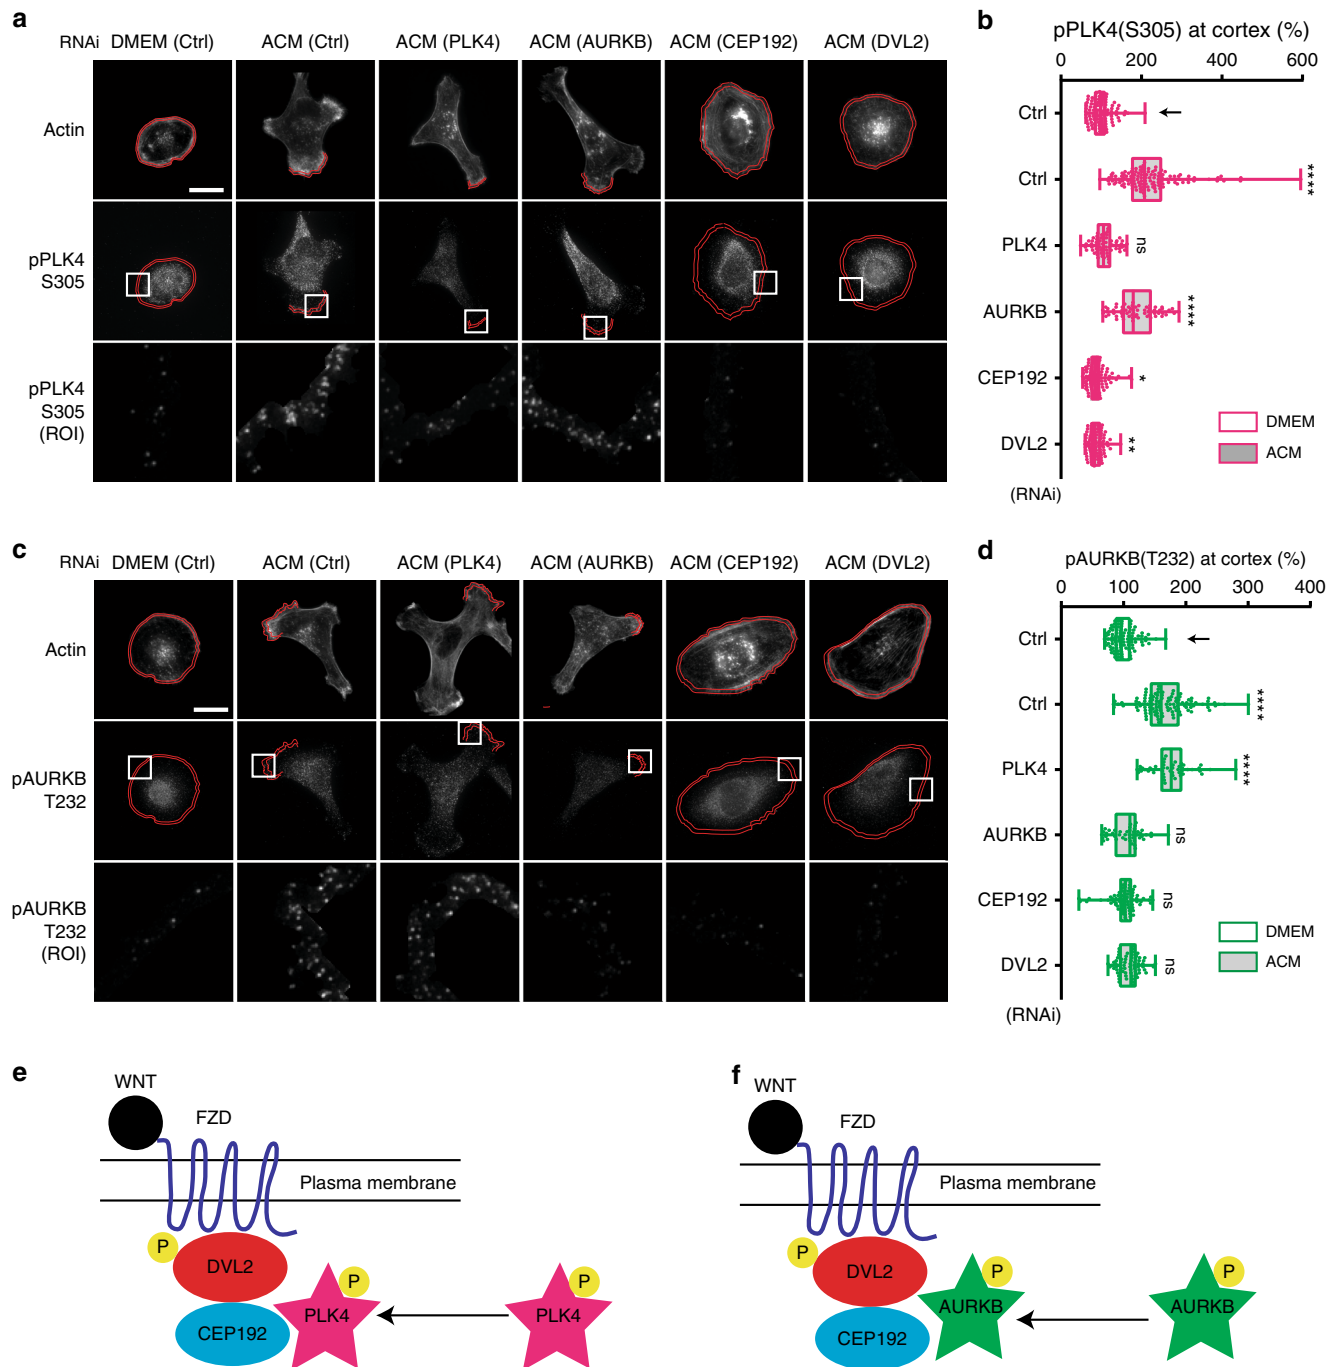 a
RNAi DMEM (Ctrl) ACM (Ctrl) ACM (PLK4) ACM (AURKB) ACM (CEP192) ACM (DVL2)
Actin
pPLK4
S305
pPLK4
S305
(ROI)
b
pPLK4(S305) at cortex (%)
0 200 400 600
Ctrl
Ctrl ****
PLK4 ns
AURKB ****
CEP192 *
DVL2 **
(RNAi)
DMEM
ACM
c
RNAi DMEM (Ctrl) ACM (Ctrl) ACM (PLK4) ACM (AURKB) ACM (CEP192) ACM (DVL2)
Actin
pAURKB
T232
pAURKB
T232
(ROI)
d
pAURKB(T232) at cortex (%)
0 100 200 300 400
Ctrl
Ctrl ****
PLK4 ****
AURKB ns
CEP192 ns
DVL2 ns
(RNAi)
DMEM
ACM
e
WNT
FZD
Plasma membrane
P
DVL2
CEP192
P
PLK4
P
PLK4
f
WNT
FZD
Plasma membrane
P
DVL2
CEP192
P
AURKB
P
AURKB